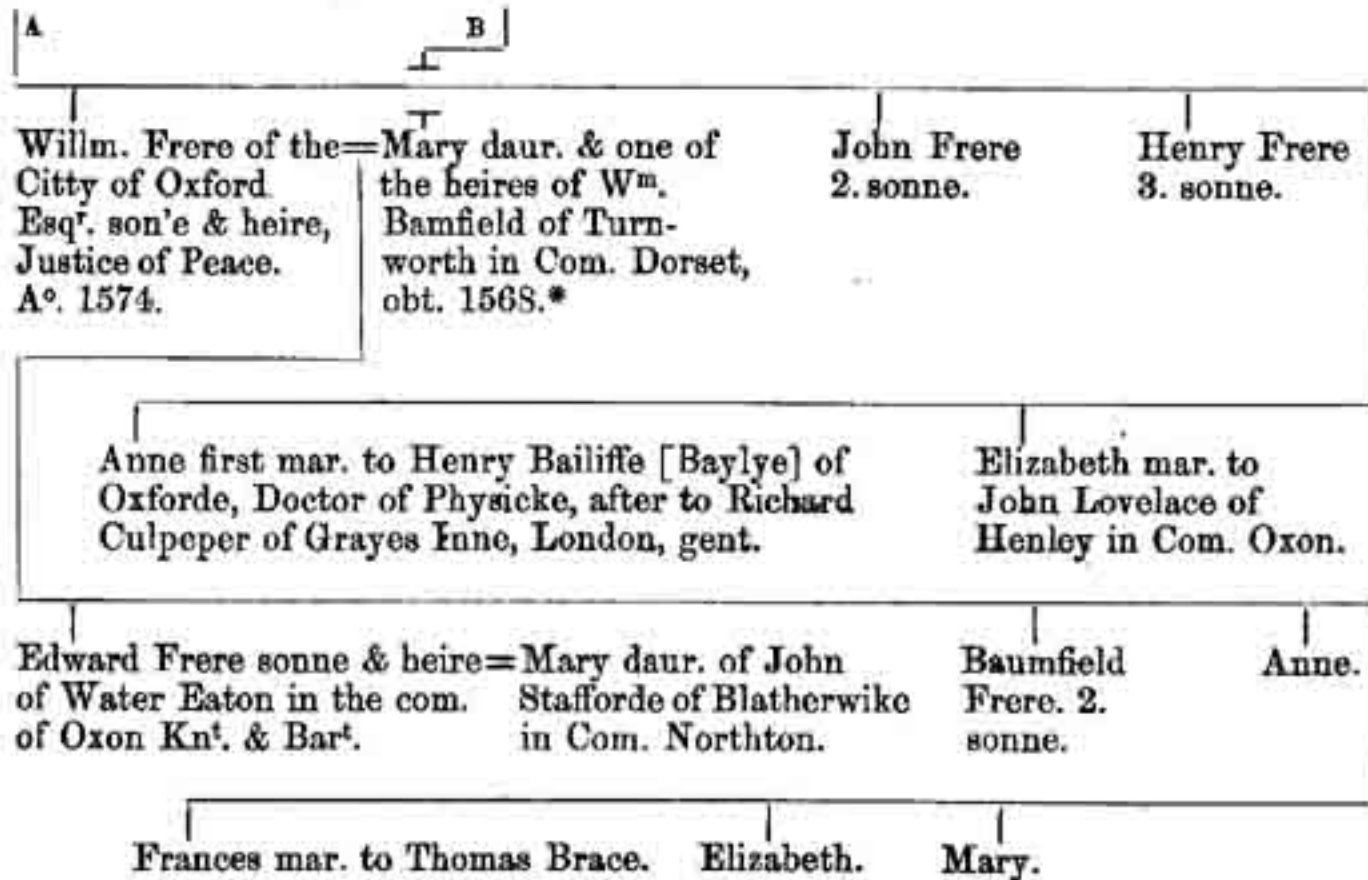 A
B
Willm. Frere of the=Mary daur. & one of
Citty of Oxford
the heires of Wm.
Esqr. son'e & heire,
Bamfield of Turn-
Justice of Peace.
worth in Com. Dorset,
Ao. 1574.
obt. 1568.*
John Frere
2. sonne.
Henry Frere
3. sonne.
Anne first mar. to Henry Bailiffe [Baylye] of
Oxforde, Doctor of Physicke, after to Richard
Culpeper of Grayes Inne, London, gent.
Elizabeth mar. to
John Lovelace of
Henley in Com. Oxon.
Edward Frere sonne & heire=Mary daur. of John
of Water Eaton in the com.
Stafforde of Blatherwike
of Oxon Knt. & Bart.
in Com. Northton.
Baumfield
Frere. 2.
sonne.
Anne.
Frances mar. to Thomas Brace.
Elizabeth.
Mary.